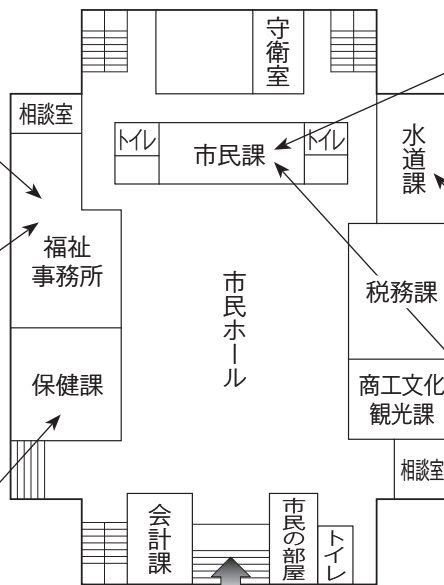 守衛室
相談室
トイレ
市民課
トイレ
水道課
福祉
事務所
市民ホール
税務課
保健課
商工文化
観光課
相談室
会計課
市民の部屋
トイレ